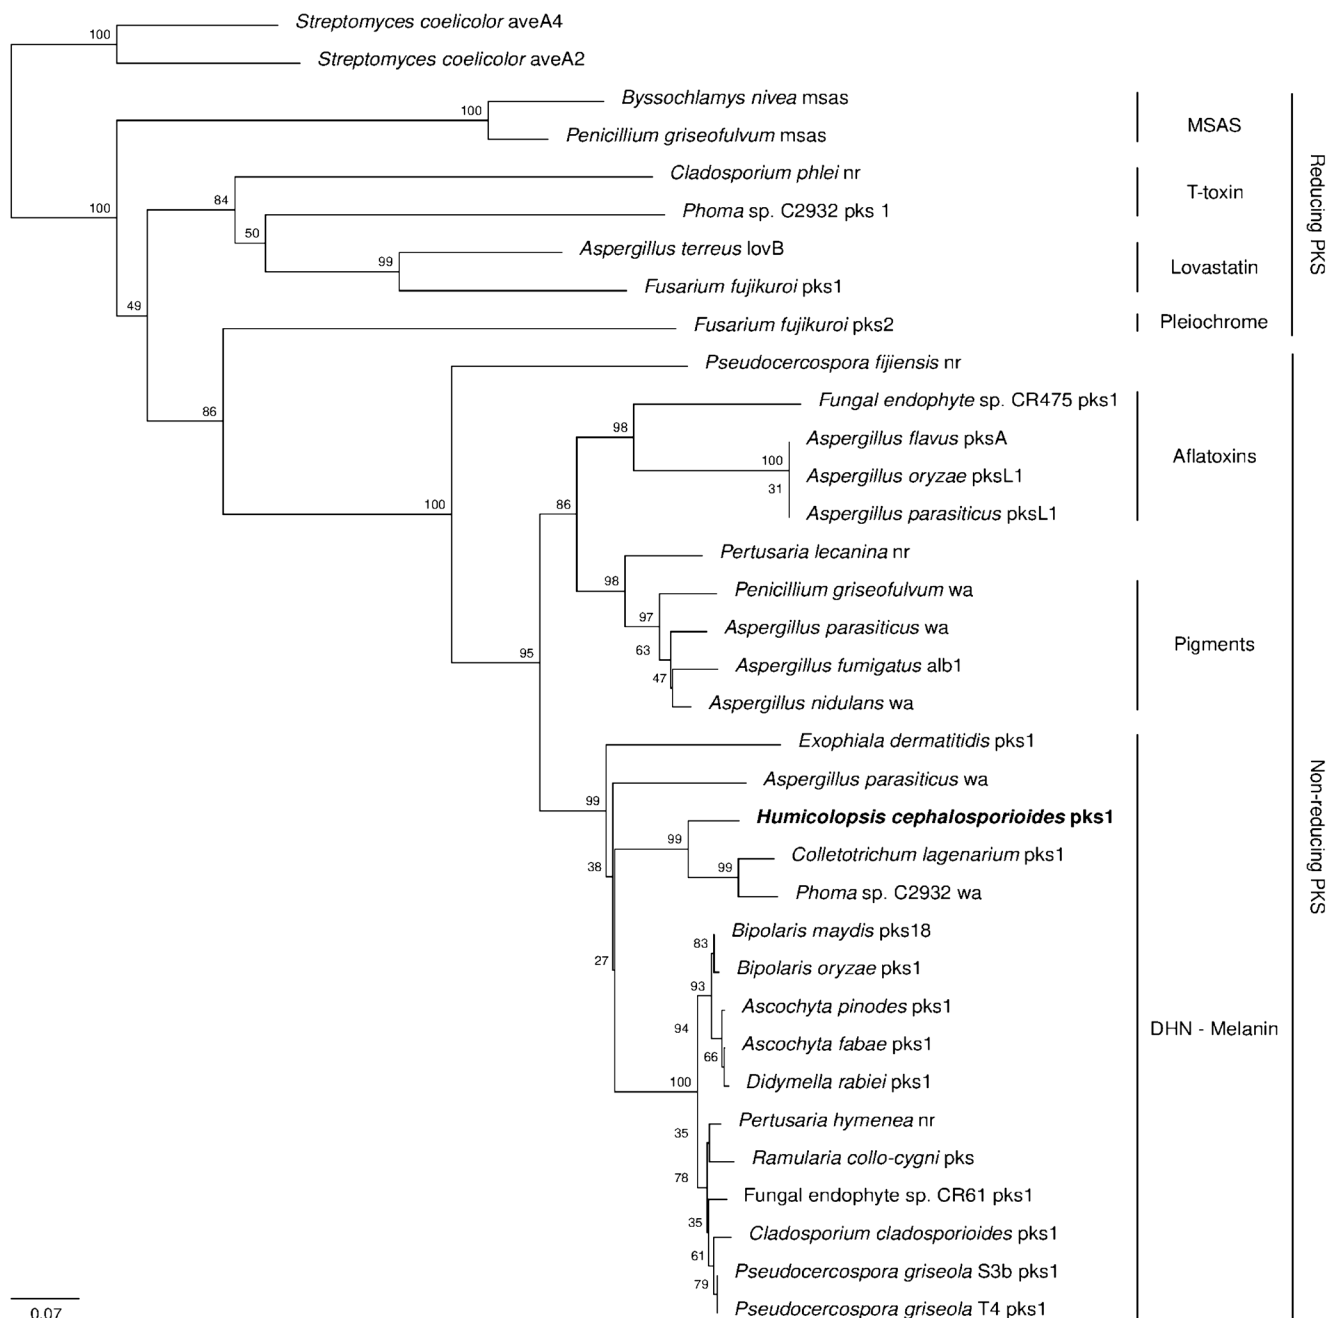 Streptomyces coelicolor aveA4
100
Streptomyces coelicolor aveA2
Byssochlamys nivea msas
100
MSAS
Penicillium griseofulvum msas
Cladosporium phlei nr
84
T-toxin
Reducing PKS
100
Phoma sp. C2932 pks 1
50
Aspergillus terreus lovB
99
Lovastatin
Fusarium fujikuroi pks1
49
Fusarium fujikuroi pks2
Pleiochrome
Pseudocercospora fijiensis nr
86
Fungal endophyte sp. CR475 pks1
98
Aspergillus flavus pksA
Aflatoxins
100
Aspergillus oryzae pksL1
31
100
86
Aspergillus parasiticus pksL1
Pertusaria lecanina nr
98
Penicillium griseofulvum wa
97
Aspergillus parasiticus wa
Pigments
95
63
Aspergillus fumigatus alb1
47
Aspergillus nidulans wa
Exophiala dermatitidis pks1
Aspergillus parasiticus wa
99
Humicolopsis cephalosporioides pks1
Non-reducing PKS
99
Colletotrichum lagenarium pks1
38
99
Phoma sp. C2932 wa
Bipolaris maydis pks18
83
27
Bipolaris oryzae pks1
93
Ascochyta pinodes pks1
94
DHN - Melanin
Ascochyta fabae pks1
66
100
Didymella rabiei pks1
Pertusaria hymenea nr
35
Ramularia collo-cygni pks
78
Fungal endophyte sp. CR61 pks1
35
Cladosporium cladosporioides pks1
61
Pseudocercospora griseola S3b pks1
79
Pseudocercospora griseola T4 pks1
0.07